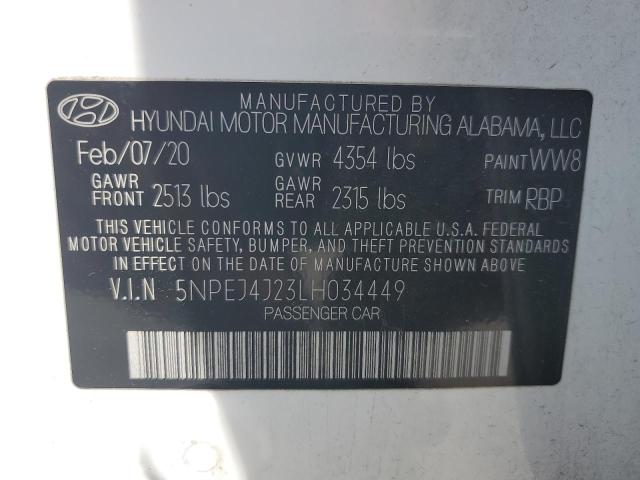 MANUFACTURED BY
HYUNDAI MOTOR MANUFACTURING ALABAMA, LLC
Feb/07/20 GVWR 4354 lbs PAINT WW8
GAWR FRONT 2513 lbs GAWR REAR 2315 lbs TRIM RBP
THIS VEHICLE CONFORMS TO ALL APPLICABLE U.S.A. FEDERAL
MOTOR VEHICLE SAFETY, BUMPER, AND THEFT PREVENTION STANDARDS
IN EFFECT ON THE DATE OF MANUFACTURE SHOWN ABOVE.
V.I.N 5NPEJ4J23LH034449
PASSENGER CAR